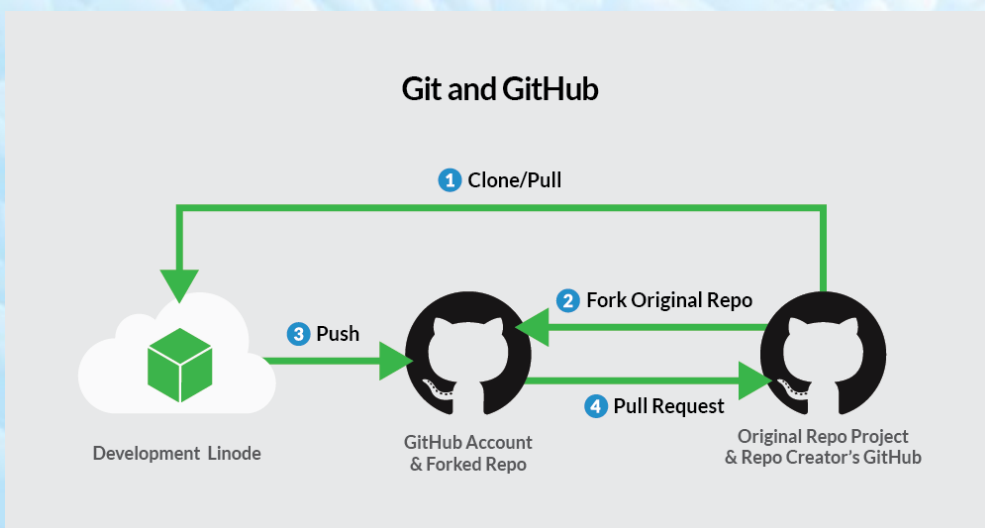 Git and GitHub
1 Clone/Pull
2 Fork Original Repo
3 Push
4 Pull Request
Development Linode
GitHub Account
& Forked Repo
Original Repo Project
& Repo Creator's GitHub